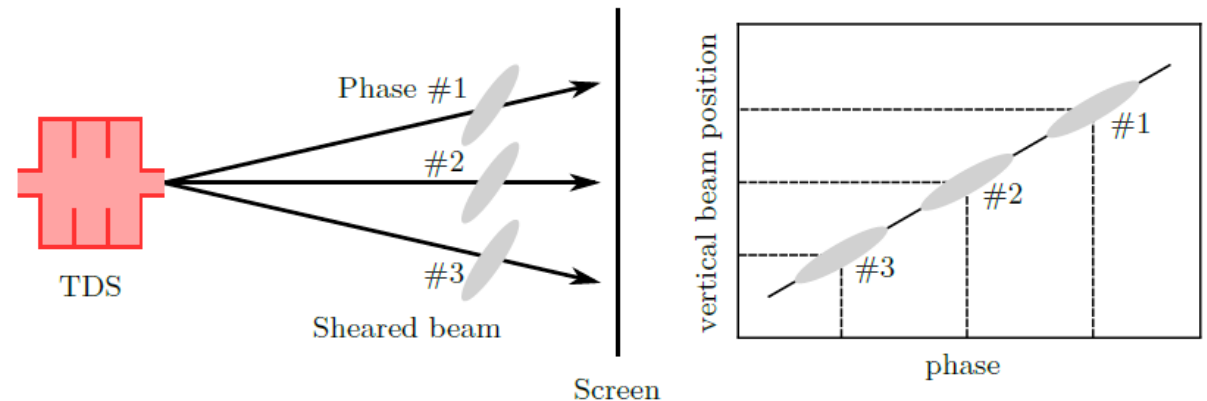 Phase #1
#2
#3
TDS
Sheared beam
Screen
vertical beam position
#1
#2
#3
phase